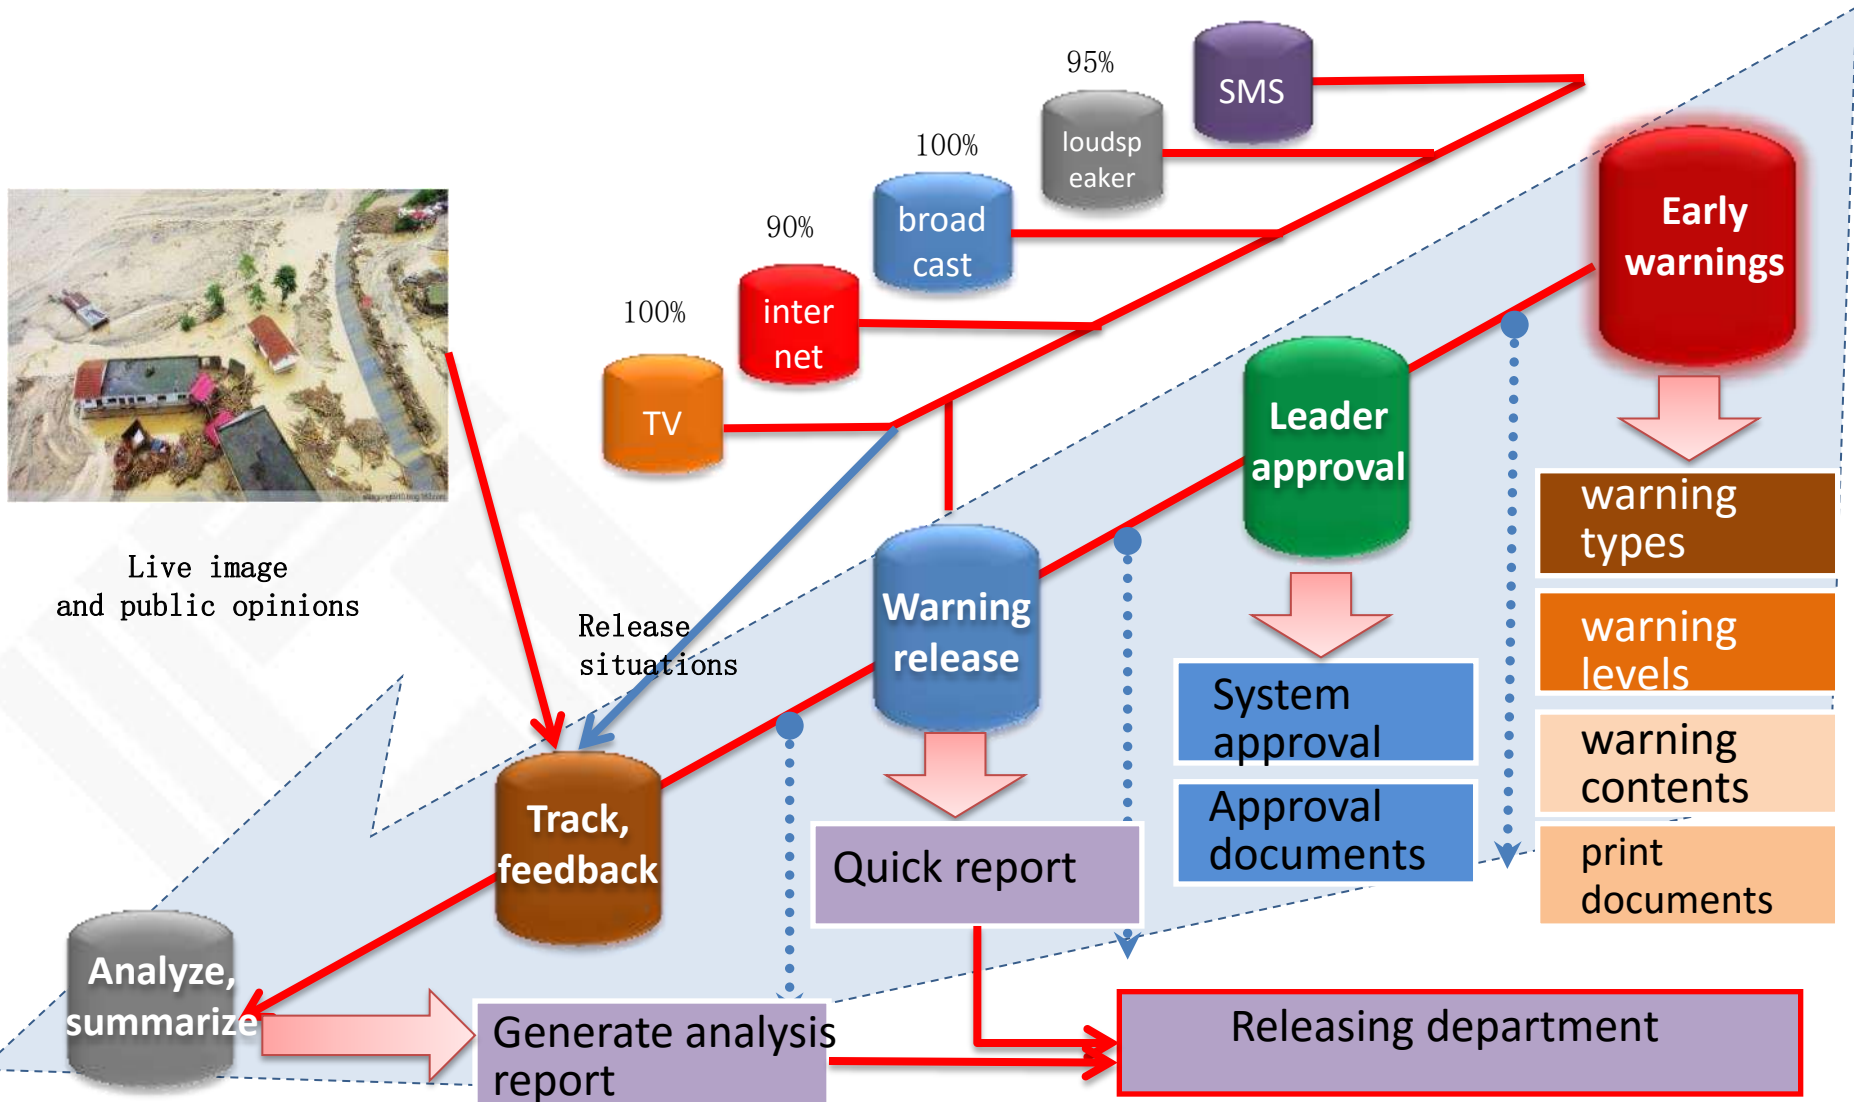 95%
SMS
100%
loudsp
eaker
90%
broad
cast
Early
warnings
100%
inter
net
TV
Leader
approval
warning
types
Live image
and public opinions
Release
situations
Warning
release
warning
levels
System
approval
warning
contents
Track,
feedback
Quick report
Approval
documents
print
documents
Analyze,
summarize
Generate analysis
report
Releasing department